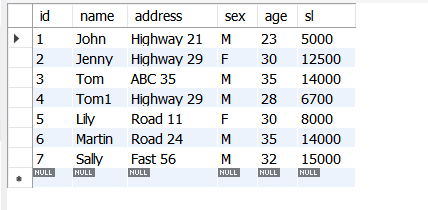 id name address sex age sl
1 John Highway 21 M 23 5000
2 Jenny Highway 29 F 30 12500
3 Tom ABC 35 M 35 14000
4 Tom1 Highway 29 M 28 6700
5 Lily Road 11 F 30 8000
6 Martin Road 24 M 35 14000
7 Sally Fast 56 M 32 15000
NULL NULL NULL NULL NULL NULL